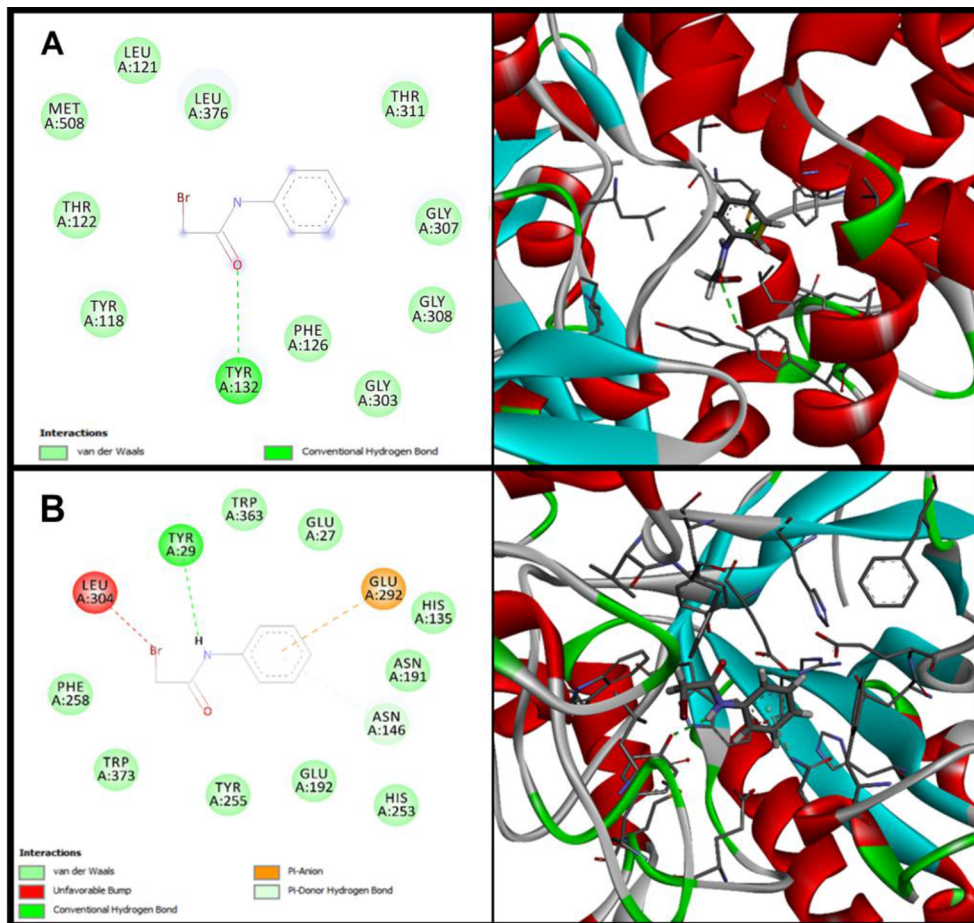 A
LEU
A:121
LEU
A:376
THR
A:311
MET
A:508
Br
N
THR
A:122
GLY
A:307
O
TYR
A:118
GLY
A:308
PHE
A:126
TYR
A:132
GLY
A:303
Interactions
van der Waals
Conventional Hydrogen Bond
B
TRP
A:363
GLU
A:27
TYR
A:29
LEU
A:304
GLU
A:292
HIS
A:135
H
Br
N
ASN
A:191
PHE
A:258
O
ASN
A:146
TRP
A:373
TYR
A:255
GLU
A:192
HIS
A:253
Interactions
van der Waals
Pi-Anion
Unfavorable Bump
Pi-Donor Hydrogen Bond
Conventional Hydrogen Bond